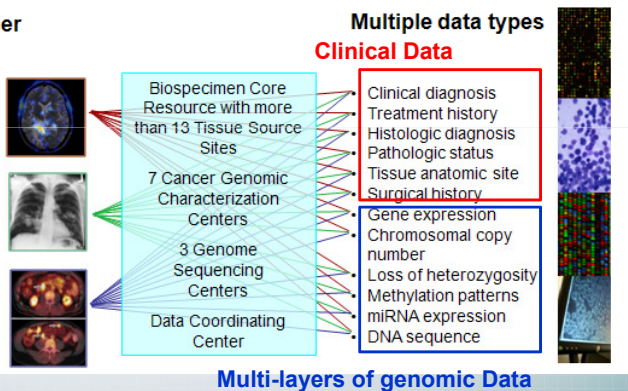 er
Multiple data types
Clinical Data
Biospecimen Core
Resource with more
than 13 Tissue Source
Sites
7 Cancer Genomic
Characterization
Centers
3 Genome
Sequencing
Centers
Data Coordinating
Center
• Clinical diagnosis
• Treatment history
• Histologic diagnosis
• Pathologic status
• Tissue anatomic site
• Surgical history
• Gene expression
• Chromosomal copy
number
• Loss of heterozygosity
• Methylation patterns
• miRNA expression
• DNA sequence
Multi-layers of genomic Data